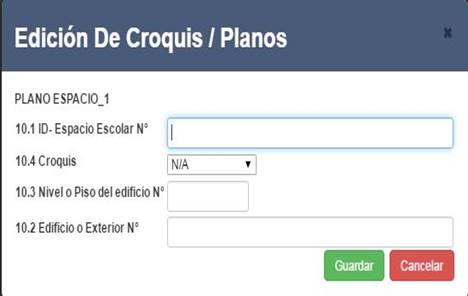 Edición De Croquis / Planos ×
PLANO ESPACIO_1
10.1 ID- Espacio Escolar N°
10.4 Croquis N/A
10.3 Nivel o Piso del edificio N°
10.2 Edificio o Exterior N°
Guardar Cancelar